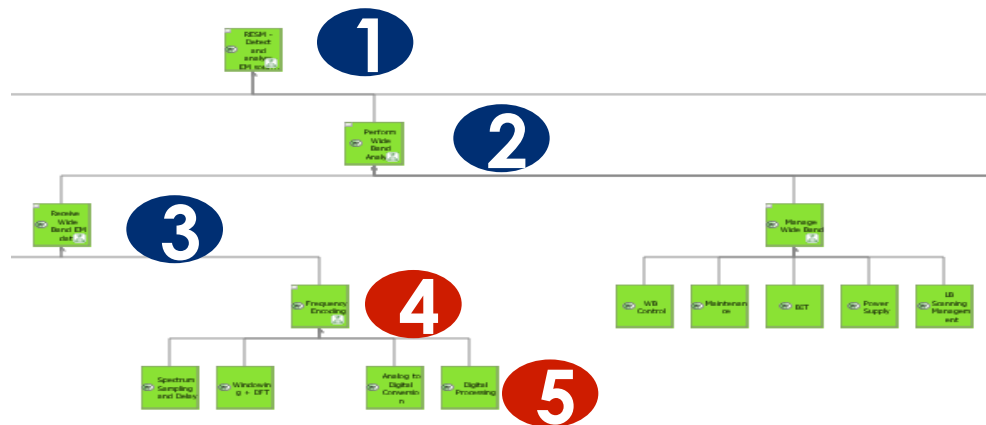 RESM -
Detect
and
analyse
EM
1
Perform
Wide
Band
2
Receive
Wide
Band EM
3
Manage
Wide Band
Frequency
Encoding
4
WB
Control
Maintenan
ce
BIT
Power
Supply
Scanning
Managem
ent
Spectrum
Sampling
and Delay
Windowin
g + DFT
Analog to
Digital
Conversio
n
Digital
Processing
5